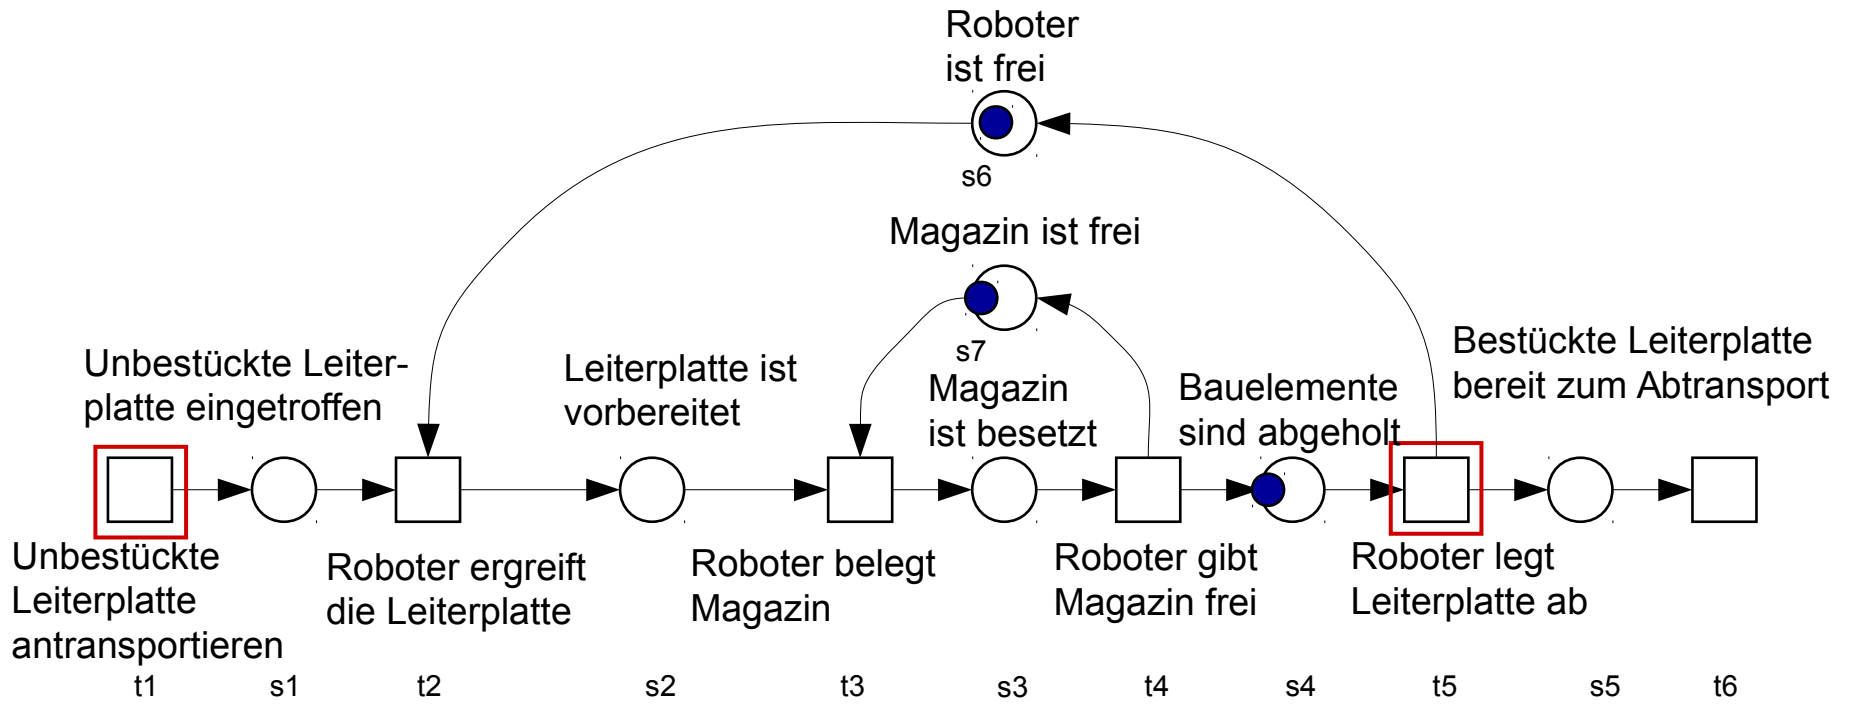 Roboter
ist frei
s6
Magazin ist frei
s7
Unbestückte Leiter-
platte eingetroffen
Leiterplatte ist
vorbereitet
Magazin
ist besetzt
Bauelemente
sind abgeholt
Bestückte Leiterplatte
bereit zum Abtransport
Unbestückte
Leiterplatte
antransportieren
Roboter ergreift
die Leiterplatte
Roboter belegt
Magazin
Roboter gibt
Magazin frei
Roboter legt
Leiterplatte ab
t1 s1 t2 s2 t3 s3 t4 s4 t5 s5 t6